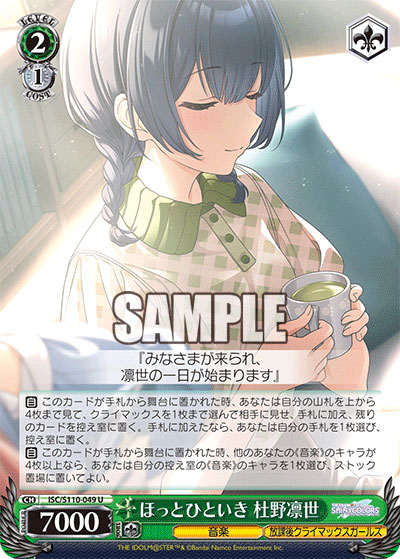 LEVEL
2
1
COST
SAMPLE
『みなさまが来られ、
凛世の一日が始まります』
自 このカードが手札から舞台に置かれた時、あなたは自分の山札を上から
4枚まで見て、クライマックスを1枚まで選んで相手に見せ、手札に加え、残り
のカードを控え室に置く。手札に加えたなら、あなたは自分の手札を1枚選び、
控え室に置く。
自 このカードが手札から舞台に置かれた時、他のあなたの《音楽》のキャラが
4枚以上なら、あなたは自分の控え室の《音楽》のキャラを1枚選び、ストック
置場に置いてよい。
CH ISC/S110-049 U
POWER
7000
ほっとひといき 杜野凛世
SHINYCOLORS
音楽
放課後クライマックスガールズ
THE IDOLM@STER™ & ©Bandai Namco Entertainment Inc.